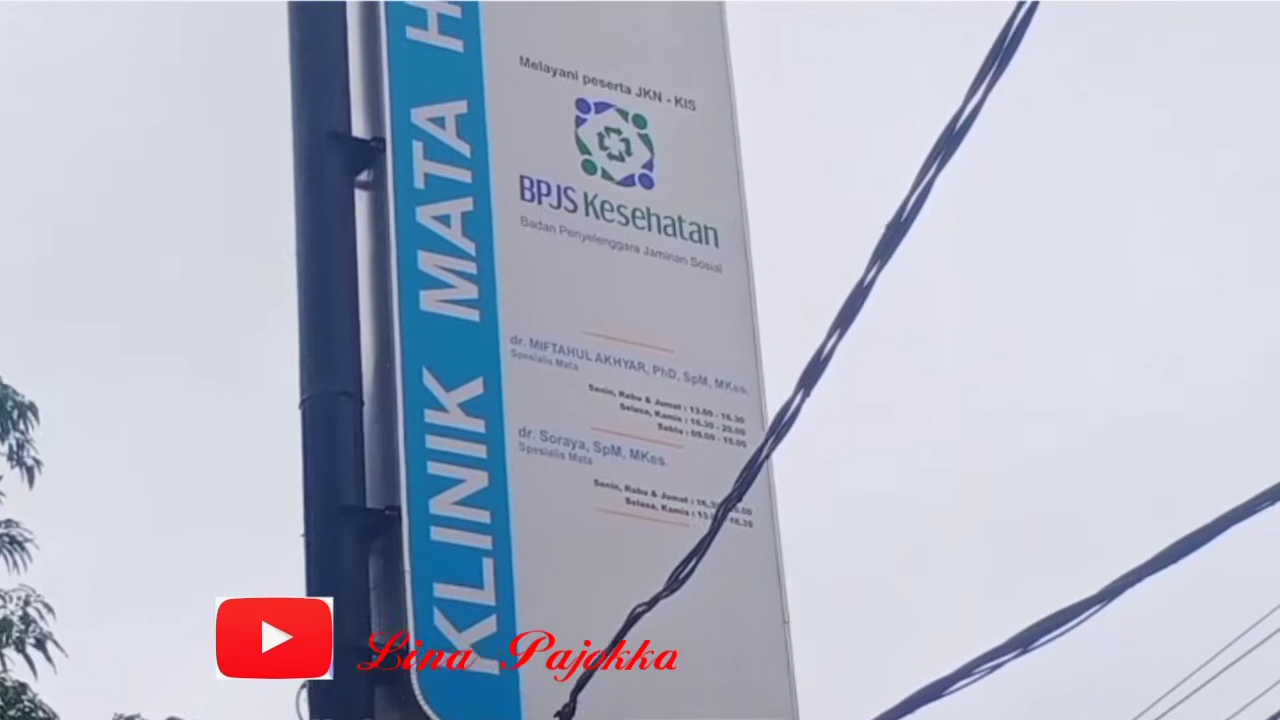 KLINIK MATA H
Melayani peserta JKN - KIS
BPJS Kesehatan
Badan Penyelenggara Jaminan Sosial
dr. MIFTAHUL AKHYAR, PhD, SpM, MKes.
Spesialis Mata
Senin, Rabu & Jumat : 13.00 - 16.30
Selasa, Kamis : 16.30 - 20.00
Sabtu : 09.00 - 15.00
dr. Soraya, SpM, MKes.
Spesialis Mata
Senin, Rabu & Jumat :
Selasa, Kamis :
Lina Pajokka